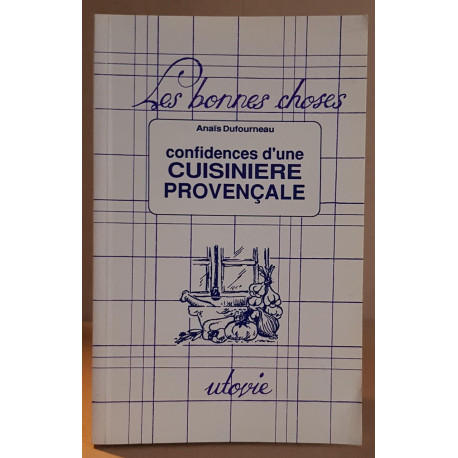 Les bonnes choses
Anaïs Dufourneau
confidences d'une
CUISINIERE
PROVENÇALE
utovie